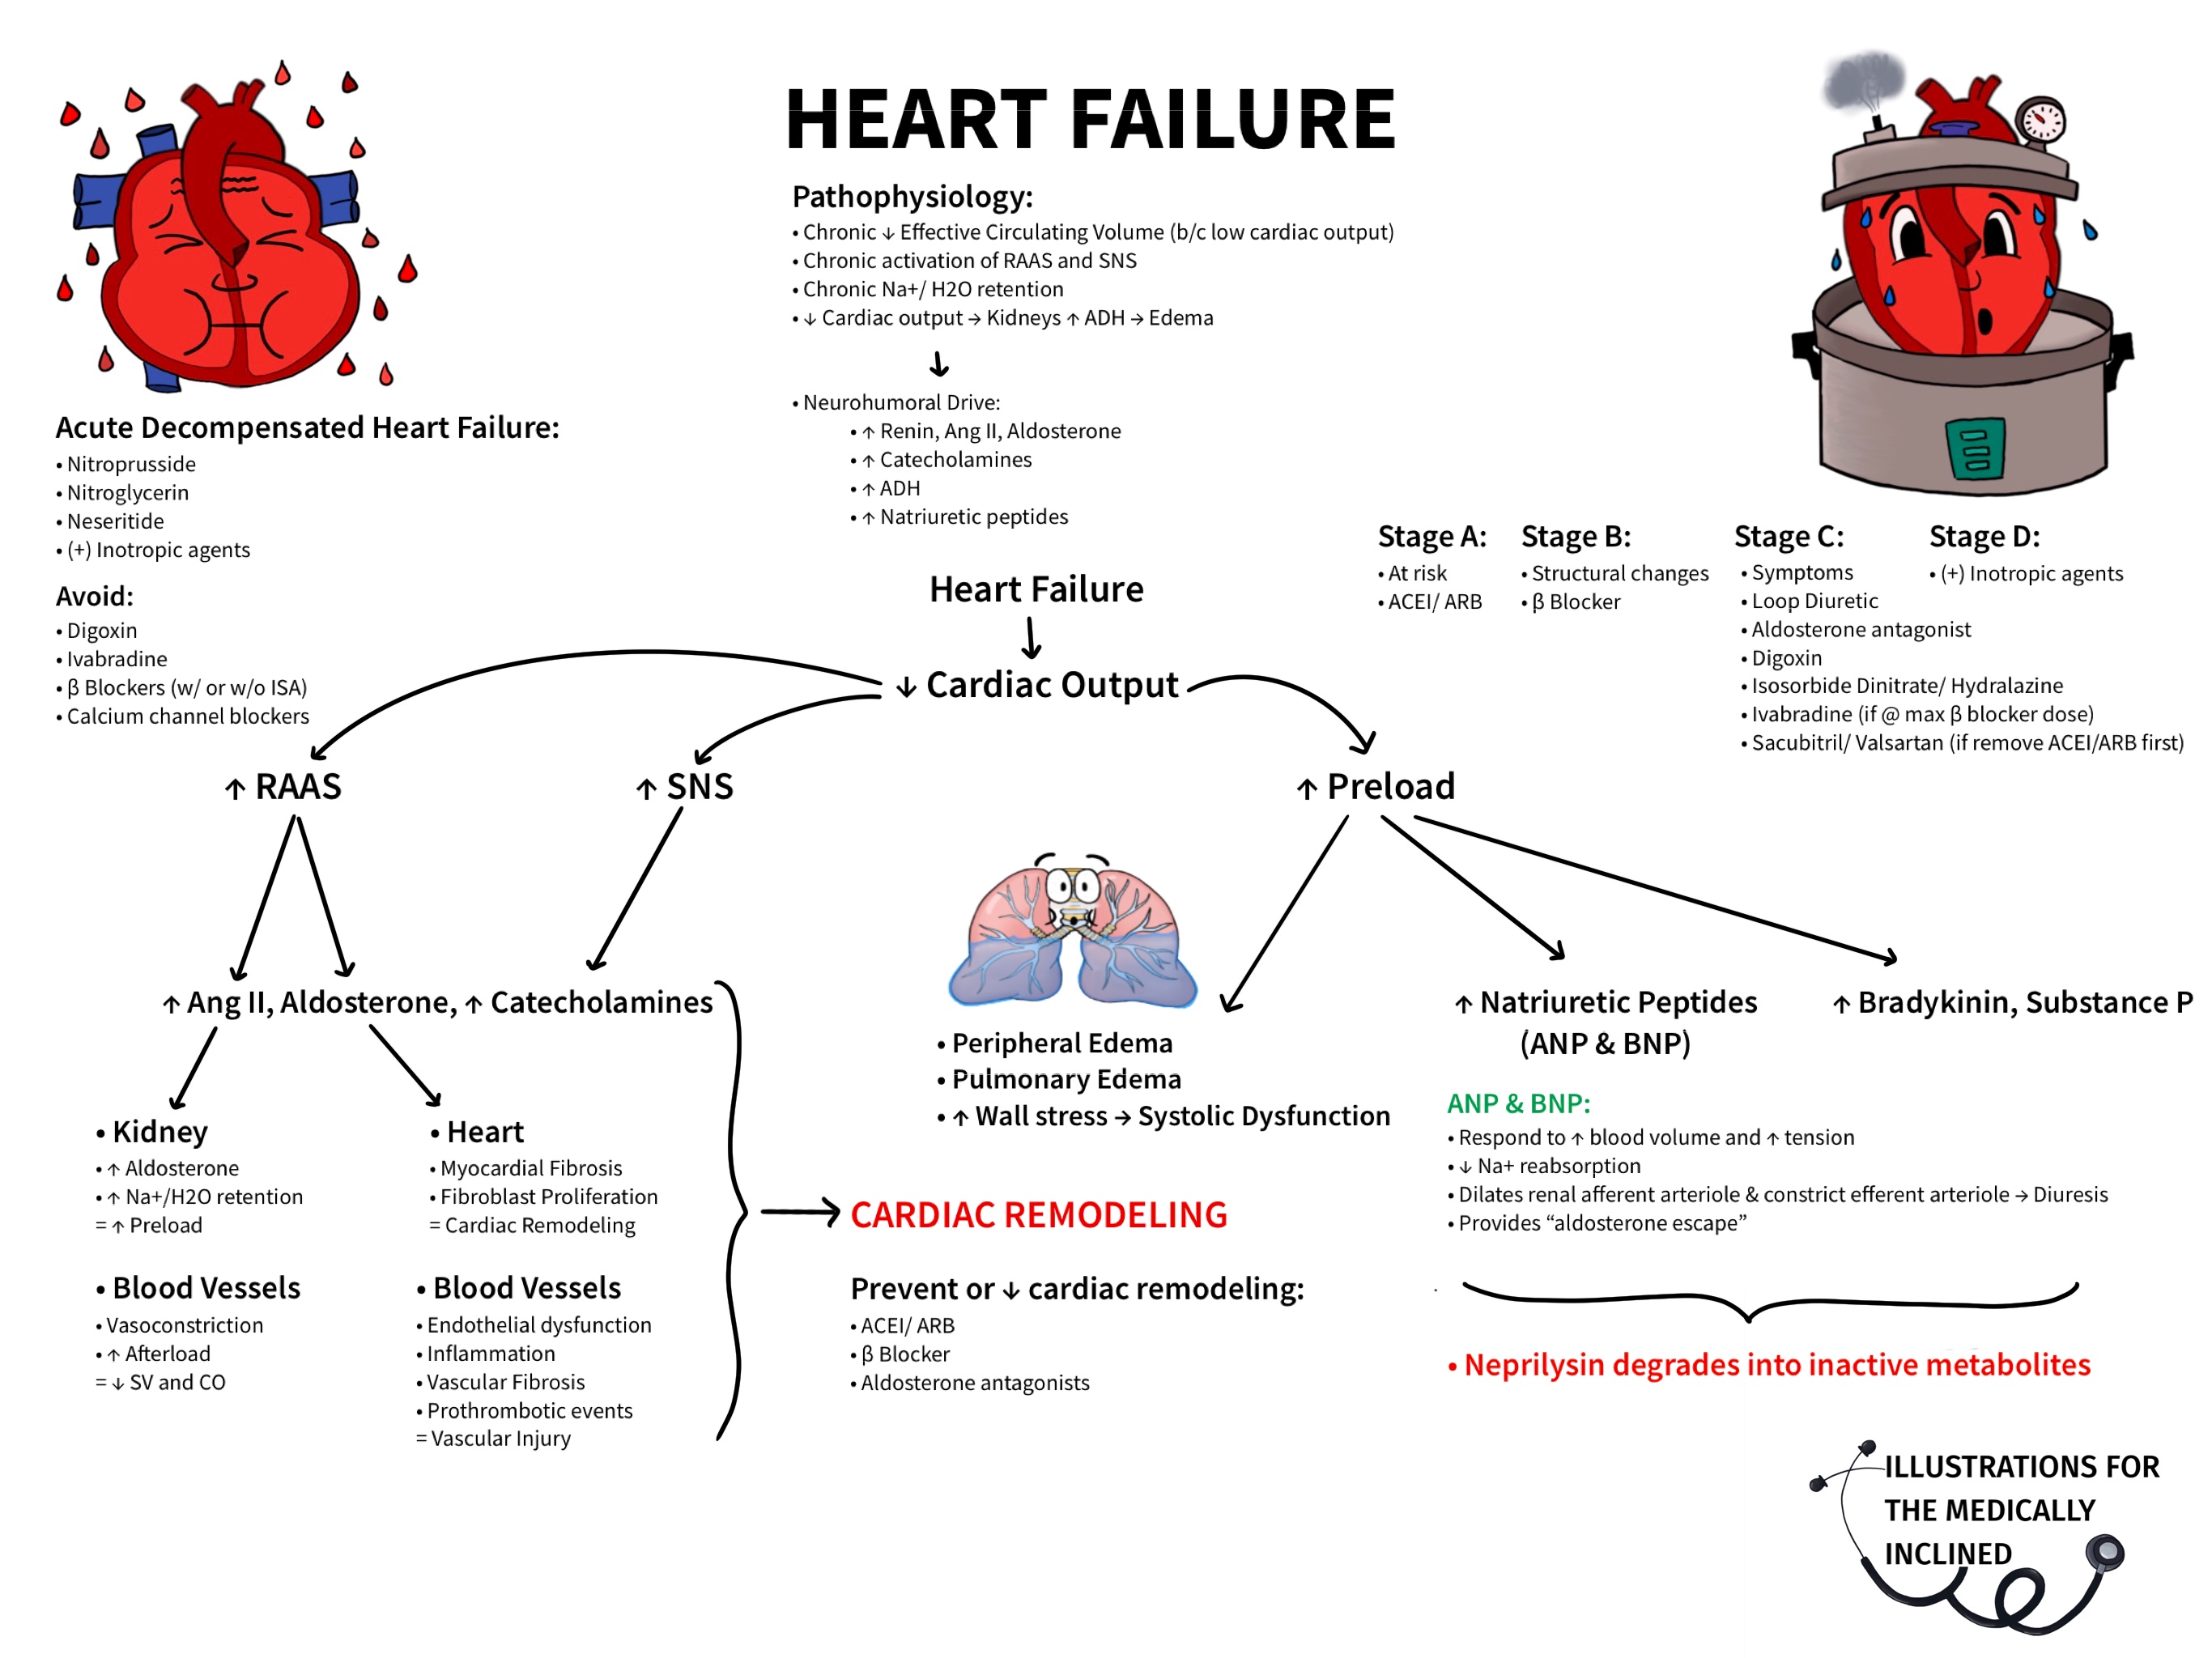 HEART FAILURE
Pathophysiology:
• Chronic ↓ Effective Circulating Volume (b/c low cardiac output)
• Chronic activation of RAAS and SNS
• Chronic Na+/ H2O retention
• ↓ Cardiac output → Kidneys ↑ ADH → Edema
• Neurohumoral Drive:
• ↑ Renin, Ang II, Aldosterone
• ↑ Catecholamines
• ↑ ADH
• ↑ Natriuretic peptides
Acute Decompensated Heart Failure:
• Nitroprusside
• Nitroglycerin
• Neseritide
• (+) Inotropic agents
Avoid:
• Digoxin
• Ivabradine
• β Blockers (w/ or w/o ISA)
• Calcium channel blockers
Stage A:
• At risk
• ACEI/ ARB
Stage B:
• Structural changes
• β Blocker
Stage C:
• Symptoms
• Loop Diuretic
• Aldosterone antagonist
• Digoxin
• Isosorbide Dinitrate/ Hydralazine
• Ivabradine (if @ max β blocker dose)
• Sacubitril/ Valsartan (if remove ACEI/ARB first)
Stage D:
• (+) Inotropic agents
Heart Failure
↓ Cardiac Output
↑ RAAS
↑ SNS
↑ Preload
↑ Ang II, Aldosterone, ↑ Catecholamines
• Kidney
• ↑ Aldosterone
• ↑ Na+/H2O retention
= ↑ Preload
• Heart
• Myocardial Fibrosis
• Fibroblast Proliferation
= Cardiac Remodeling
• Blood Vessels
• Vasoconstriction
• ↑ Afterload
= ↓ SV and CO
• Blood Vessels
• Endothelial dysfunction
• Inflammation
• Vascular Fibrosis
• Prothrombotic events
= Vascular Injury
• Peripheral Edema
• Pulmonary Edema
• ↑ Wall stress → Systolic Dysfunction
CARDIAC REMODELING
Prevent or ↓ cardiac remodeling:
• ACEI/ ARB
• β Blocker
• Aldosterone antagonists
↑ Natriuretic Peptides
(ANP & BNP)
↑ Bradykinin, Substance P
ANP & BNP:
• Respond to ↑ blood volume and ↑ tension
• ↓ Na+ reabsorption
• Dilates renal afferent arteriole & constrict efferent arteriole → Diuresis
• Provides “aldosterone escape”
• Neprilysin degrades into inactive metabolites
ILLUSTRATIONS FOR
THE MEDICALLY
INCLINED